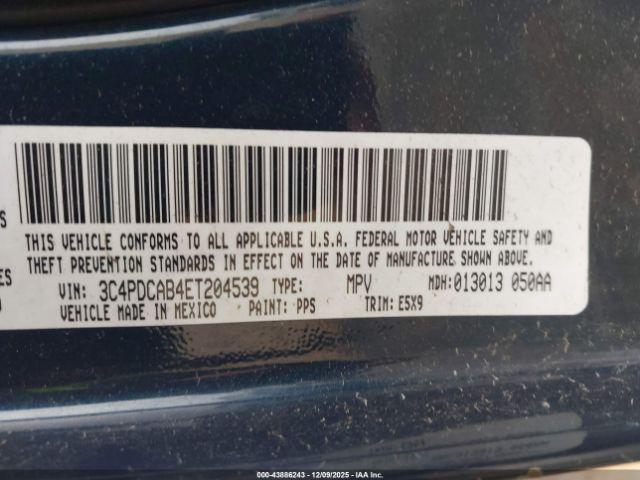 S
THIS VEHICLE CONFORMS TO ALL APPLICABLE U.S.A. FEDERAL MOTOR VEHICLE SAFETY AND
THEFT PREVENTION STANDARDS IN EFFECT ON THE DATE OF MANUFACTURE SHOWN ABOVE.
ES
VIN: 3C4PDCAB4ET204539 TYPE: MPV MDH: 013013 050AA
VEHICLE MADE IN MEXICO PAINT: PPS TRIM: E5X9
000-43886243 - 12/09/2025 - IAA Inc.